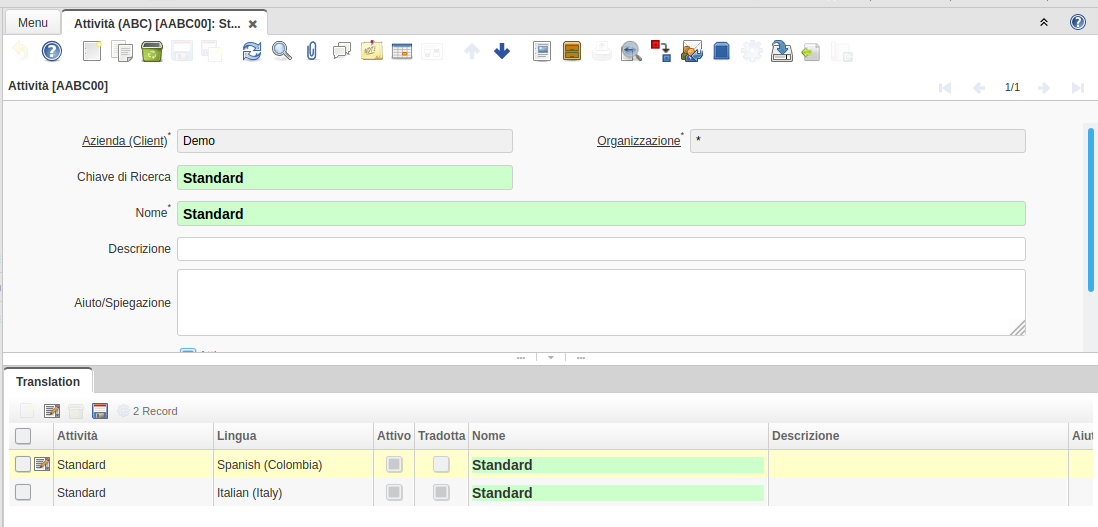 Menu
Attività (ABC) [AABC00]: St...
Attività [AABC00]
1/1
Azienda (Client)* Demo Organizzazione* *
Chiave di Ricerca Standard
Nome* Standard
Descrizione
Aiuto/Spiegazione
Translation
2 Record
Attività Lingua Attivo Tradotta Nome Descrizione Aiut
Standard Spanish (Colombia) Standard
Standard Italian (Italy) Standard